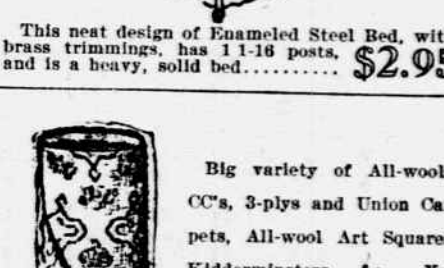 This neat design of Enameled Steel Bed, wit
brass trimmings, has 1 1-16 posts,
and is a heavy, solid bed.......... $2.95
Big variety of All-wool
CC's, 3-plys and Union Ca
pets, All-wool Art Square